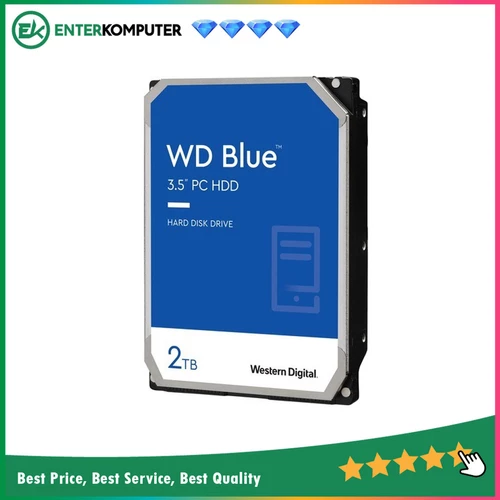 EK ENTERKOMPUTER
WD Blue™
3.5" PC HDD
HARD DISK DRIVE
2TB
Western Digital.
Best Price, Best Service, Best Quality